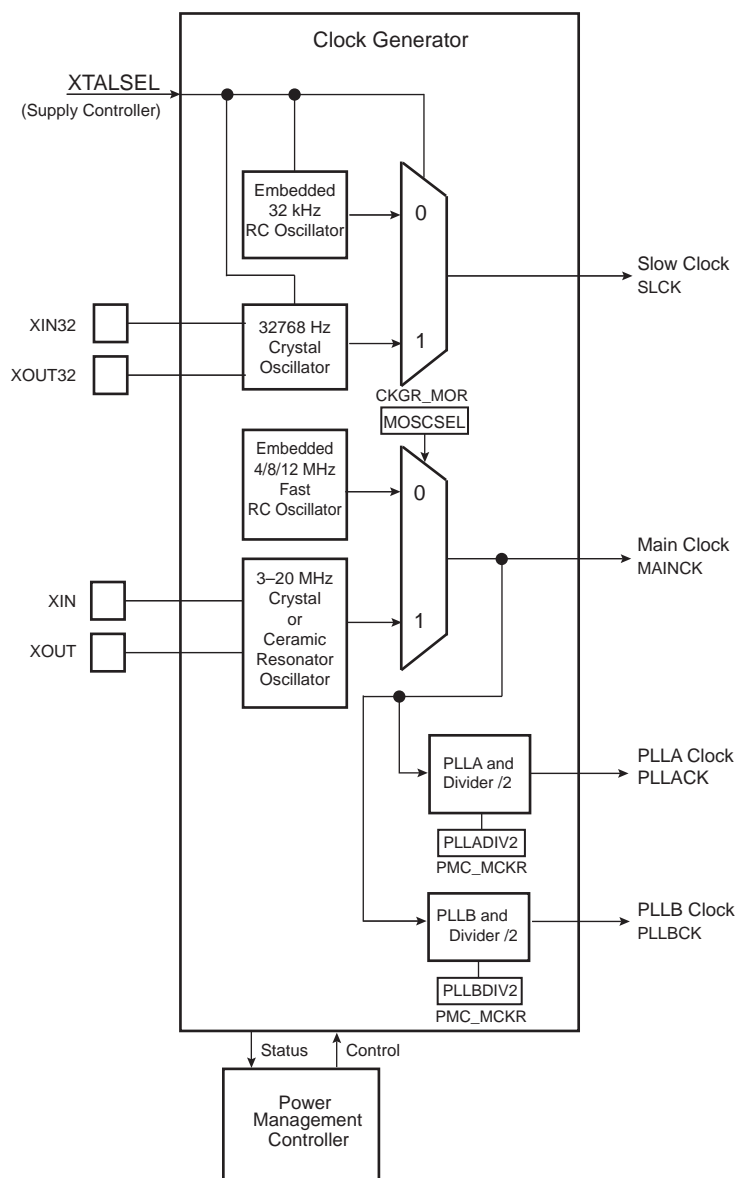 Clock Generator
XTALSEL
(Supply Controller)
Embedded
32 kHz
RC Oscillator
0
Slow Clock
SLCK
XIN32
32768 Hz
Crystal
Oscillator
1
XOUT32
CKGR_MOR
MOSCSEL
Embedded
4/8/12 MHz
Fast
RC Oscillator
0
Main Clock
MAINCK
XIN
3–20 MHz
Crystal
or
Ceramic
Resonator
Oscillator
1
XOUT
PLLA and
Divider /2
PLLA Clock
PLLACK
PLLADIV2
PMC_MCKR
PLLB and
Divider /2
PLLB Clock
PLLBCK
PLLBDIV2
PMC_MCKR
Status
Control
Power
Management
Controller